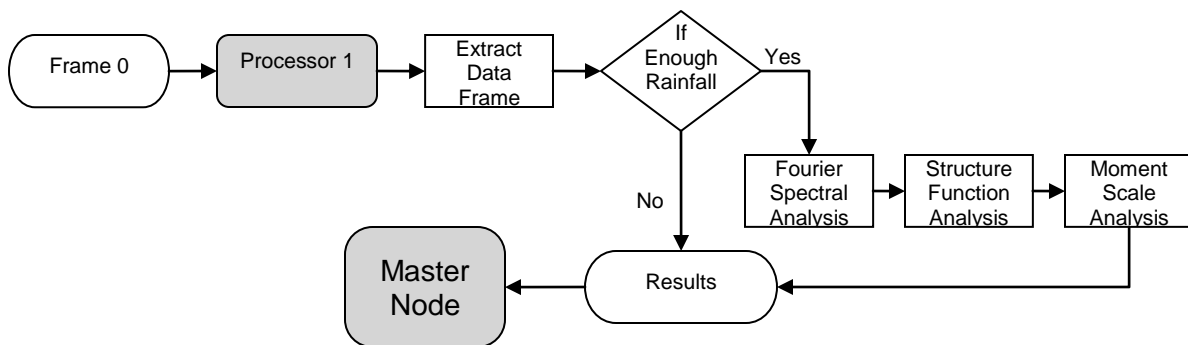 Frame 0
Processor 1
Extract
Data
Frame
If
Enough
Rainfall
Yes
No
Fourier
Spectral
Analysis
Structure
Function
Analysis
Moment
Scale
Analysis
Master
Node
Results